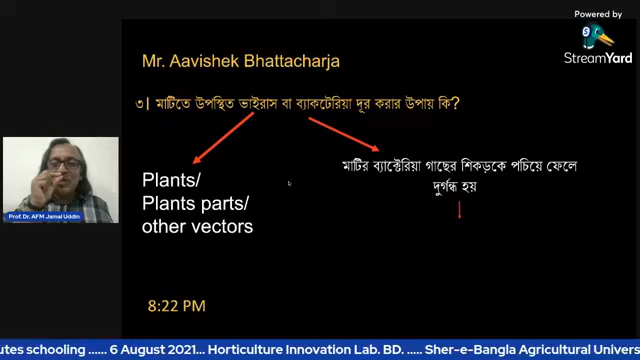 Powered by
StreamYard
Mr. Aavishek Bhattacharja
৩। মাটিতে উপস্থিত ভাইরাস বা ব্যাকটেরিয়া দূর করার উপায় কি?
মাটির ব্যাক্টেরিয়া গাছের শিকড়কে পচিয়ে ফেলে
দুর্গন্ধ হয়
Plants/
Plants parts/
other vectors
Prof. Dr. AFM Jamal Uddin
8:22 PM
utes schooling ...... 6 August 2021... Horticulture Innovation Lab. BD. ..... Sher-e-Bangla Agricultural Univer